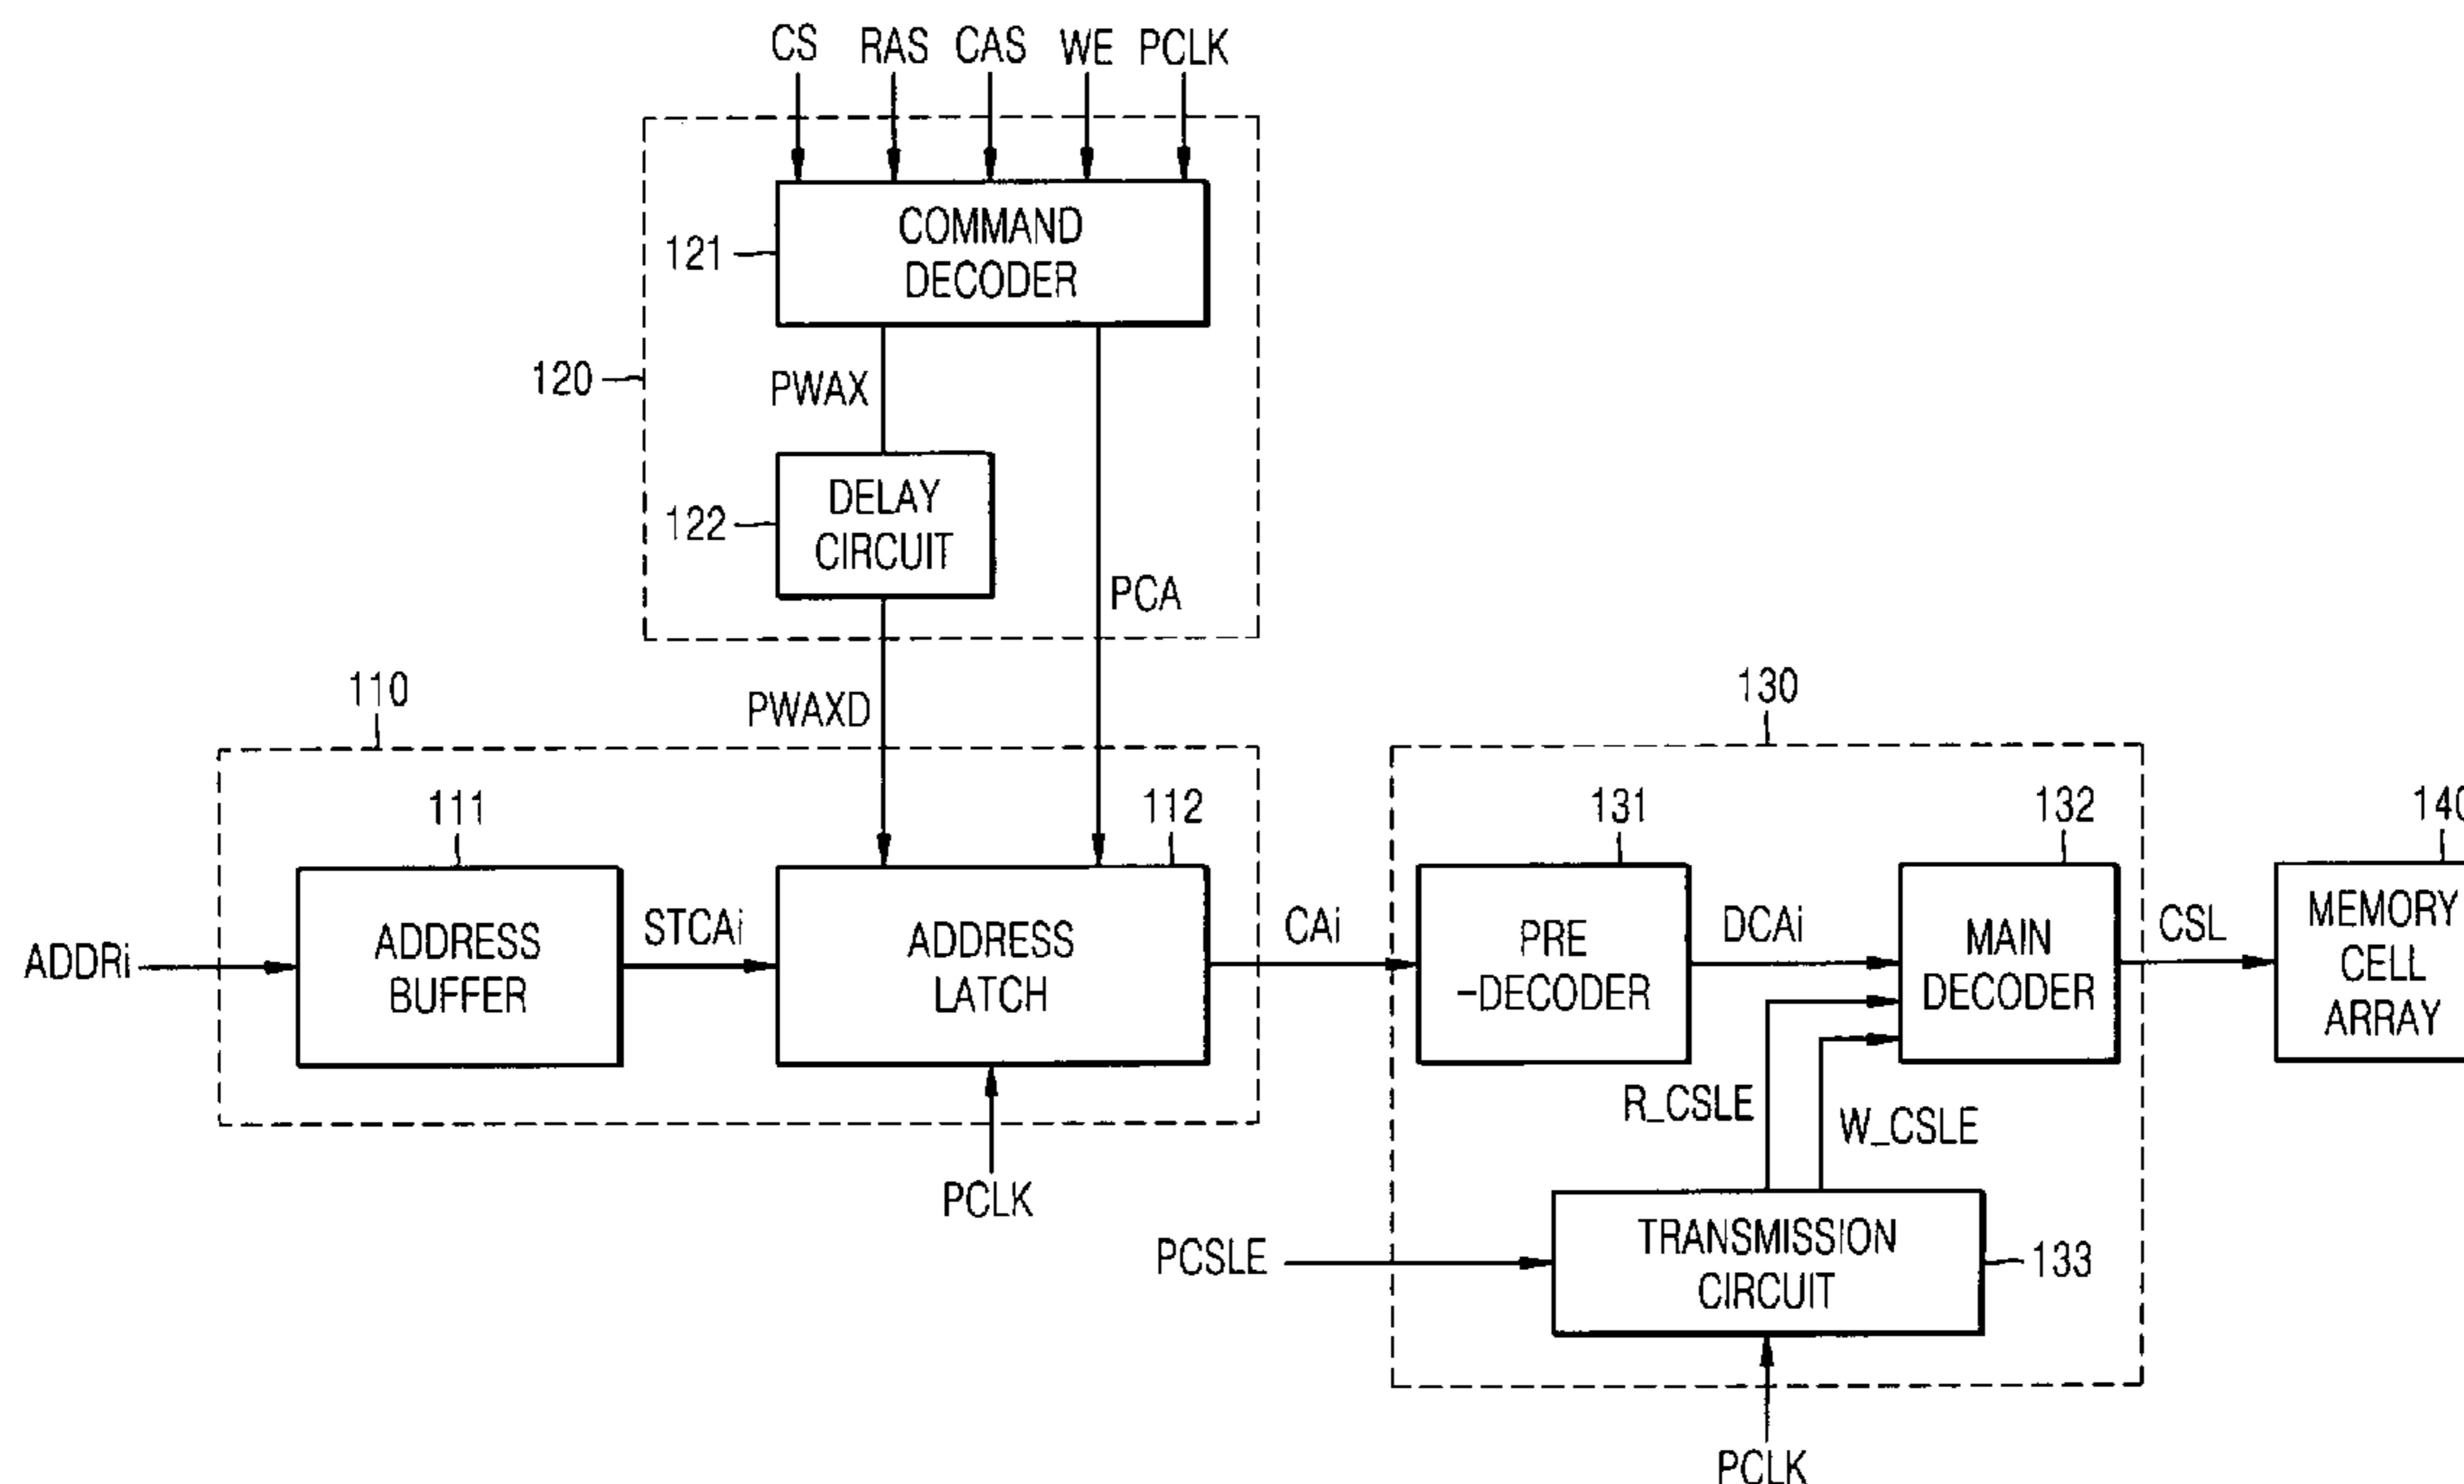 CS RAS CAS WE PCLK
COMMAND
DECODER
121
PWAX
120
DELAY
CIRCUIT
122
PCA
PWAXD
110
130
111
112
131
132
140
ADDRi
ADDRESS
BUFFER
STCAi
ADDRESS
LATCH
CAi
PRE
-DECODER
DCAi
MAIN
DECODER
CSL
MEMORY
CELL
ARRAY
R_CSLE
W_CSLE
PCLK
PCSLE
TRANSMISSION
CIRCUIT
133
PCLK